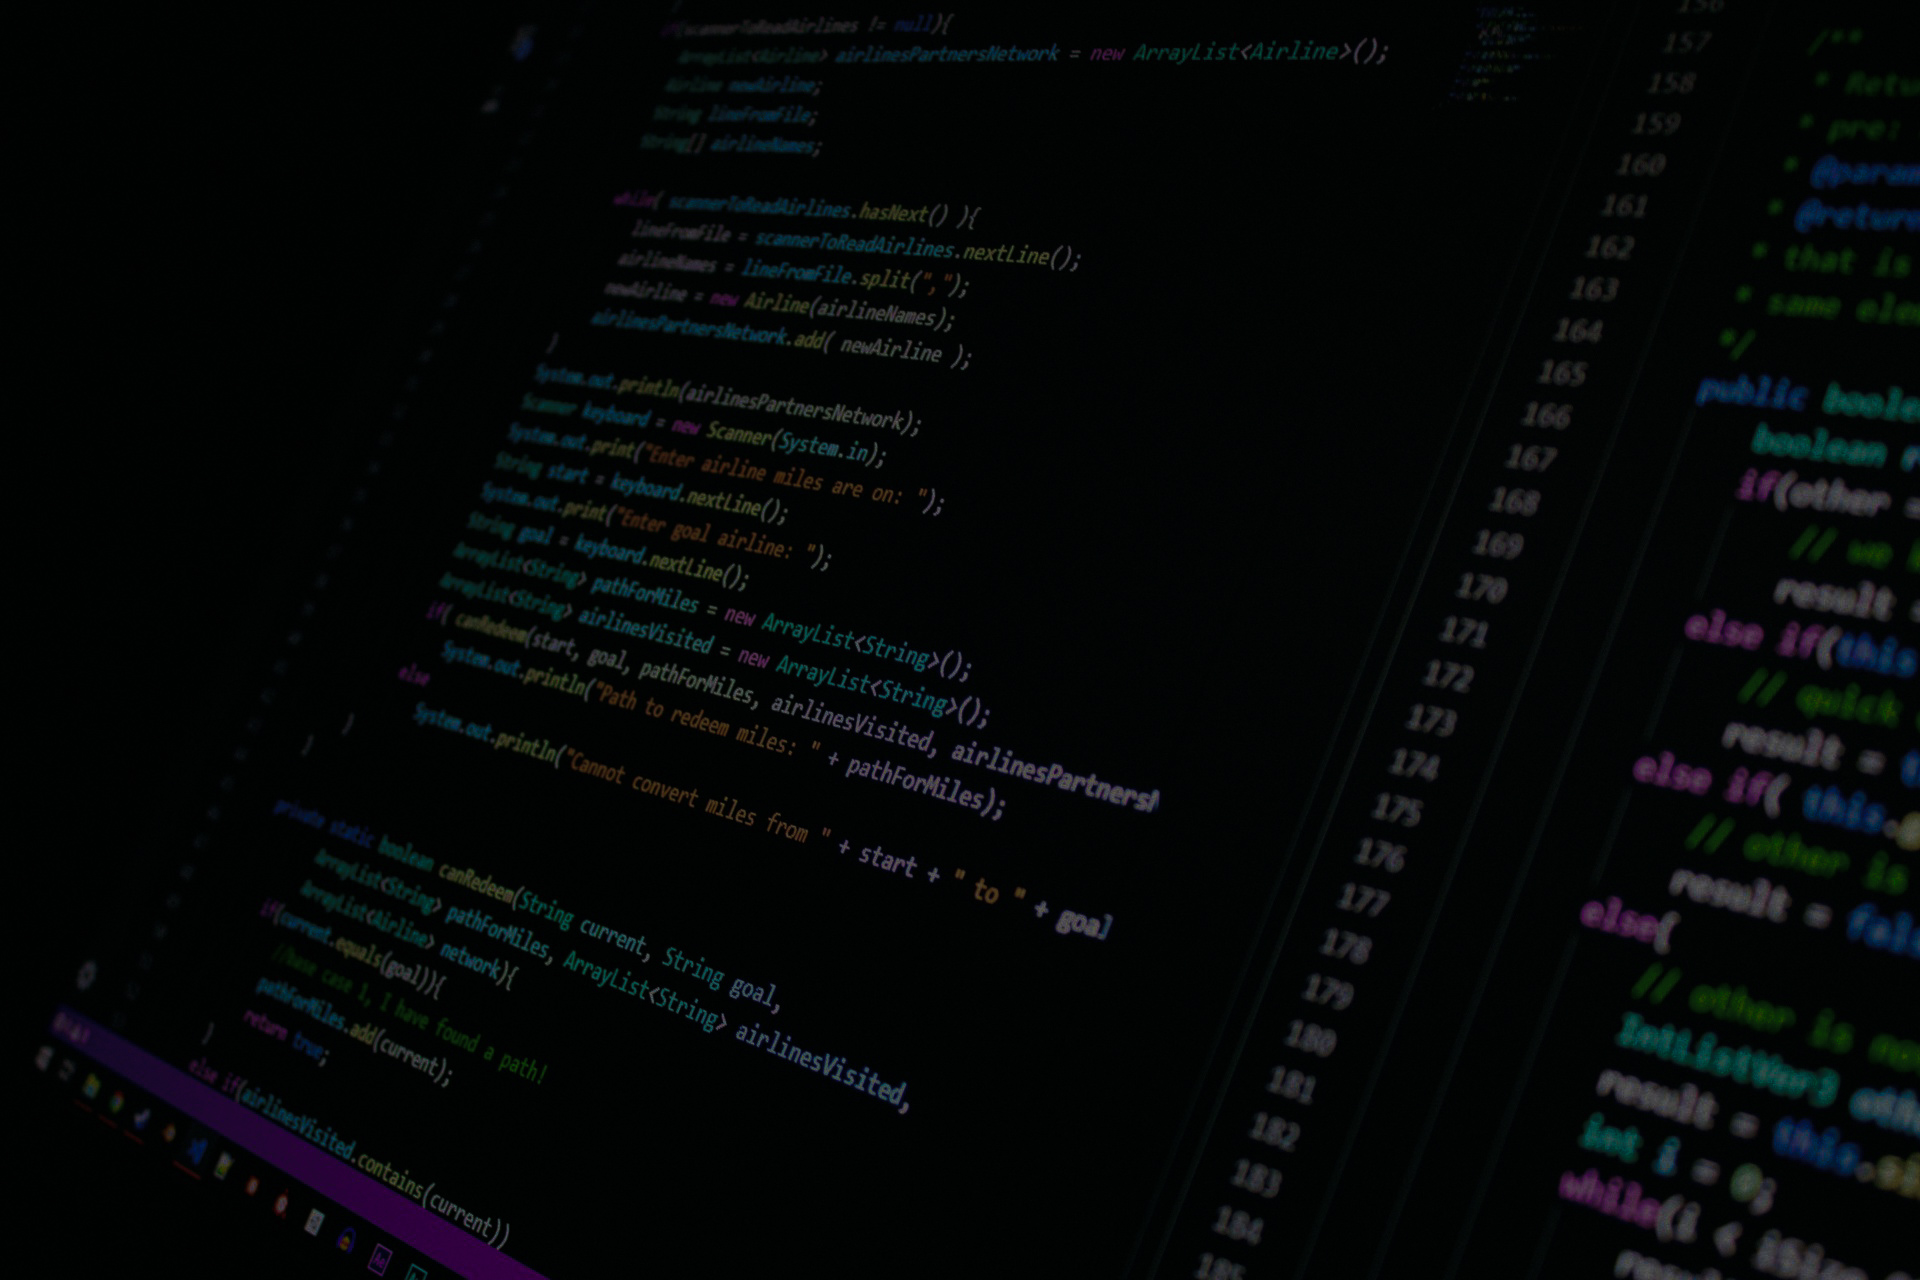 if(scannerToReadAirlines != null){
ArrayList<Airline> airlinesPartnersNetwork = new ArrayList<Airline>();
Airline newAirline;
String lineFromFile;
String[] airlineNames;
while( scannerToReadAirlines.hasNext() ){
lineFromFile = scannerToReadAirlines.nextLine();
airlineNames = lineFromFile.split(",");
newAirline = new Airline(airlineNames);
airlinesPartnersNetwork.add( newAirline );
}
System.out.println(airlinesPartnersNetwork);
Scanner keyboard = new Scanner(System.in);
System.out.print("Enter airline miles are on: ");
String start = keyboard.nextLine();
System.out.print("Enter goal airline: ");
String goal = keyboard.nextLine();
ArrayList<String> pathForMiles = new ArrayList<String>();
ArrayList<String> airlinesVisited = new ArrayList<String>();
if( canRedeem(start, goal, pathForMiles, airlinesVisited, airlinesPartners
System.out.println("Path to redeem miles: " + pathForMiles);
else
System.out.println("Cannot convert miles from " + start + " to " + goal
}
}
private static boolean canRedeem(String current, String goal,
ArrayList<String> pathForMiles, ArrayList<String> airlinesVisited,
ArrayList<Airline> network){
if(current.equals(goal)){
//base case 1, I have found a path!
pathForMiles.add(current);
return true;
}
else if(airlinesVisited.contains(current))
156
157 /**
158 * Retu
159 * pre:
160 * @param
161 * @return
162 * that is
163 * same ele
164 */
165 public boole
166 boolean r
167 if(other =
168 // we
169 result =
170 else if(this
171 // quick
172 result = t
173 else if( this.
174 // other is
175 result = fals
176 else{
177 // other is no
178 IntListVer3 oth
179 result = this.si
180 int i = 0;
181 while(i < iSize
182 res
183
184
185